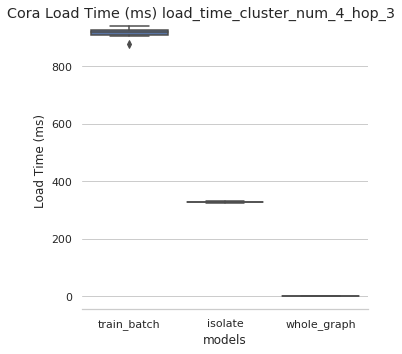 Cora Load Time (ms) load_time_cluster_num_4_hop_3
800
600
400
200
0
Load Time (ms)
train_batch isolate whole_graph
models